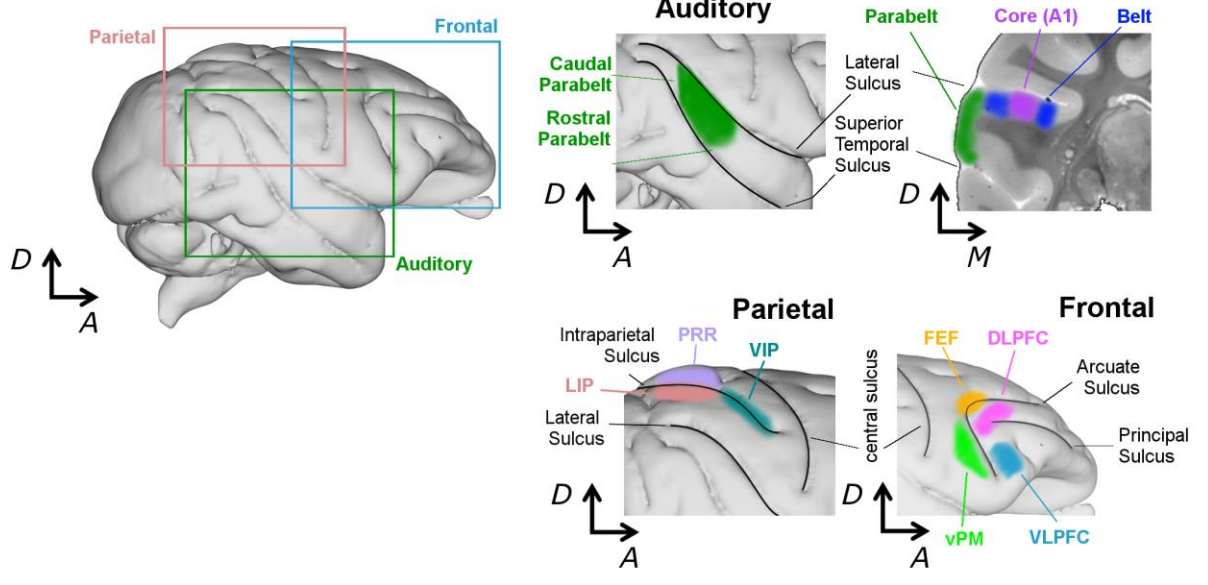 Parietal
Frontal
Auditory
D
A
Auditory
Caudal
Parabelt
Rostral
Parabelt
Lateral
Sulcus
Superior
Temporal
Sulcus
D
A
Parabelt
Core (A1)
Belt
D
M
Parietal
Intraparietal
Sulcus
PRR
VIP
LIP
Lateral
Sulcus
central sulcus
D
A
Frontal
FEF
DLPFC
Arcuate
Sulcus
Principal
Sulcus
D
A
vPM
VLPFC